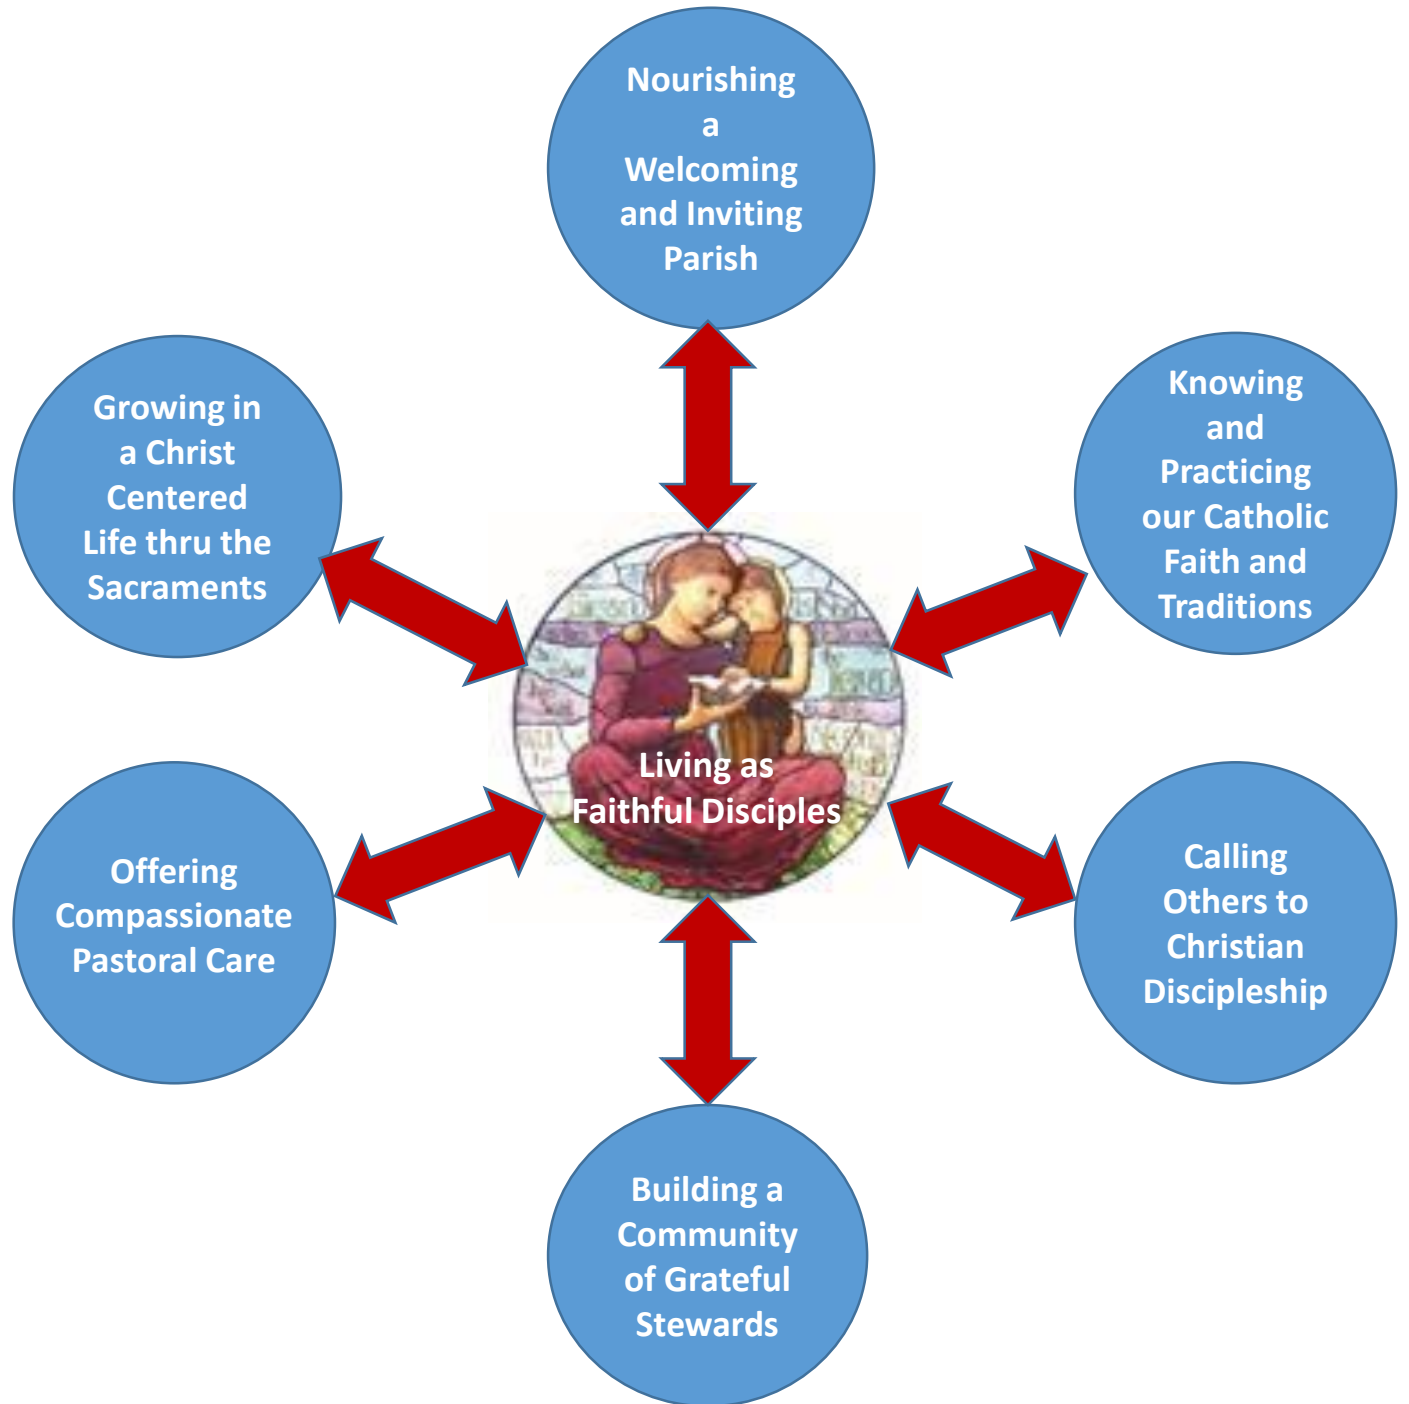 Nourishing
a
Welcoming
and Inviting
Parish
Growing in
a Christ
Centered
Life thru the
Sacraments
Knowing
and
Practicing
our Catholic
Faith and
Traditions
Living as
Faithful Disciples
Offering
Compassionate
Pastoral Care
Calling
Others to
Christian
Discipleship
Building a
Community
of Grateful
Stewards